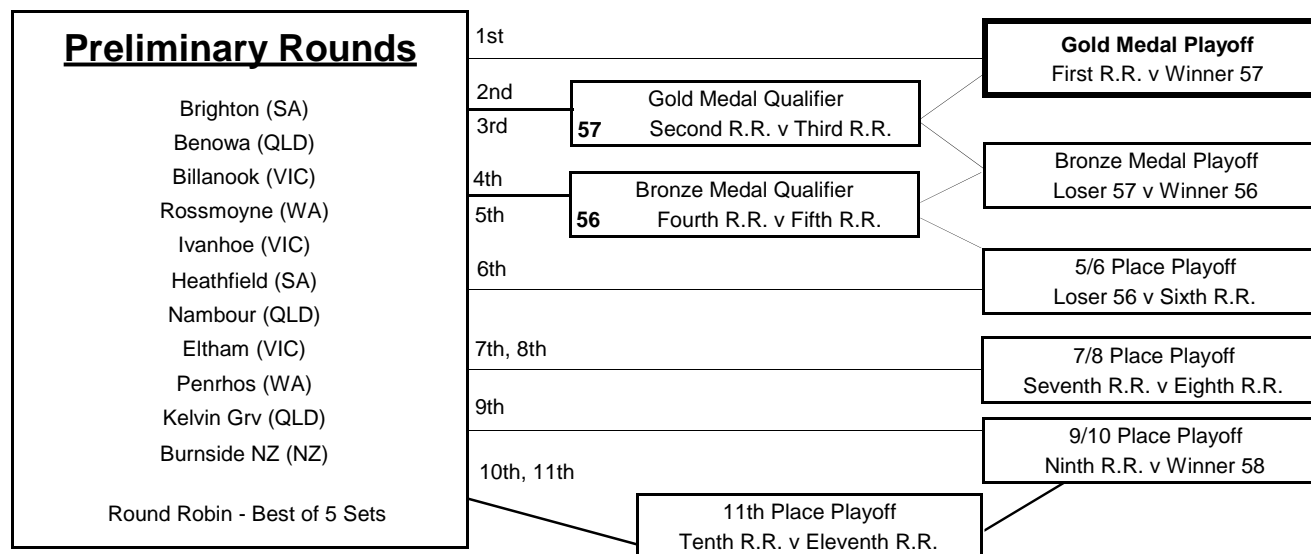 Preliminary Rounds
Brighton (SA)
Benowa (QLD)
Billanook (VIC)
Rossmoyne (WA)
Ivanhoe (VIC)
Heathfield (SA)
Nambour (QLD)
Eltham (VIC)
Penrhos (WA)
Kelvin Grv (QLD)
Burnside NZ (NZ)
Round Robin - Best of 5 Sets
1st
2nd
3rd
4th
5th
6th
7th, 8th
9th
10th, 11th
Gold Medal Qualifier
57 Second R.R. v Third R.R.
Bronze Medal Qualifier
56 Fourth R.R. v Fifth R.R.
11th Place Playoff
Tenth R.R. v Eleventh R.R.
Gold Medal Playoff
First R.R. v Winner 57
Bronze Medal Playoff
Loser 57 v Winner 56
5/6 Place Playoff
Loser 56 v Sixth R.R.
7/8 Place Playoff
Seventh R.R. v Eighth R.R.
9/10 Place Playoff
Ninth R.R. v Winner 58